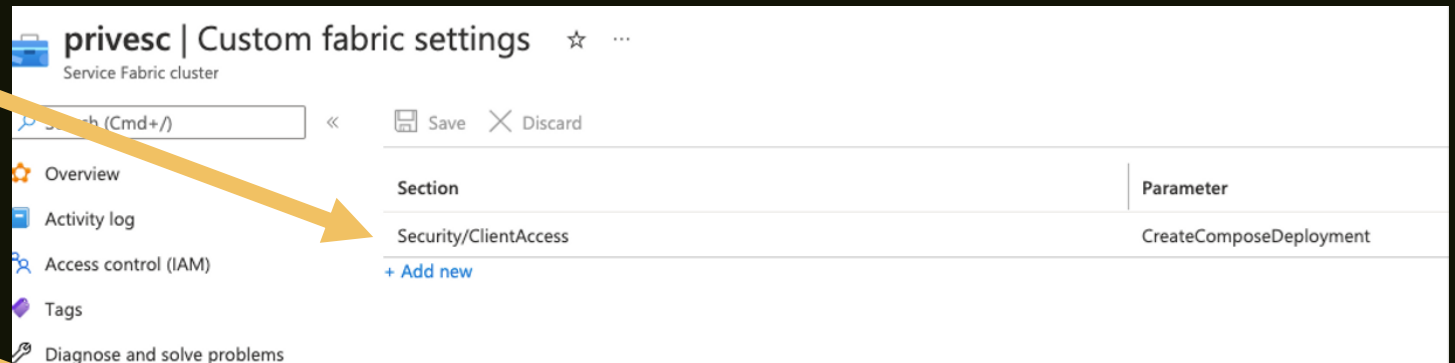 privesc | Custom fabric settings
Service Fabric cluster
(Cmd+/)
Save Discard
Overview
Section Parameter
Activity log
Security/ClientAccess CreateComposeDeployment
Access control (IAM)
+ Add new
Tags
Diagnose and solve problems